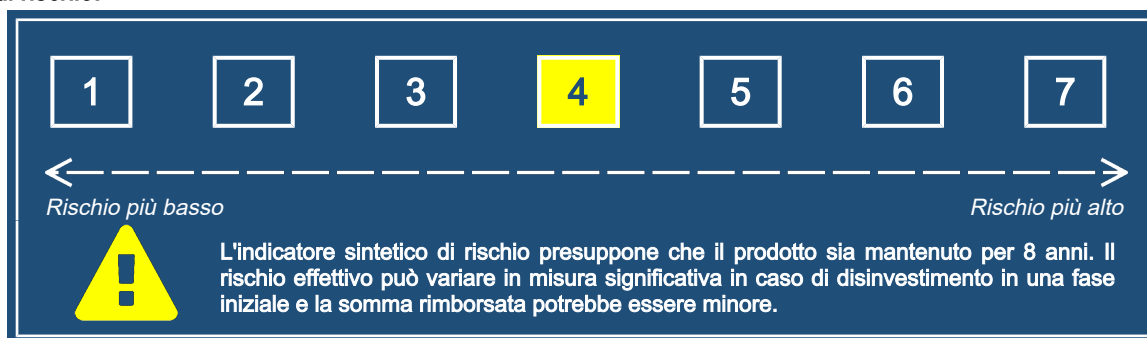 1 2 3 4 5 6 7
Rischio più basso Rischio più alto
L'indicatore sintetico di rischio presuppone che il prodotto sia mantenuto per 8 anni. Il
rischio effettivo può variare in misura significativa in caso di disinvestimento in una fase
iniziale e la somma rimborsata potrebbe essere minore.